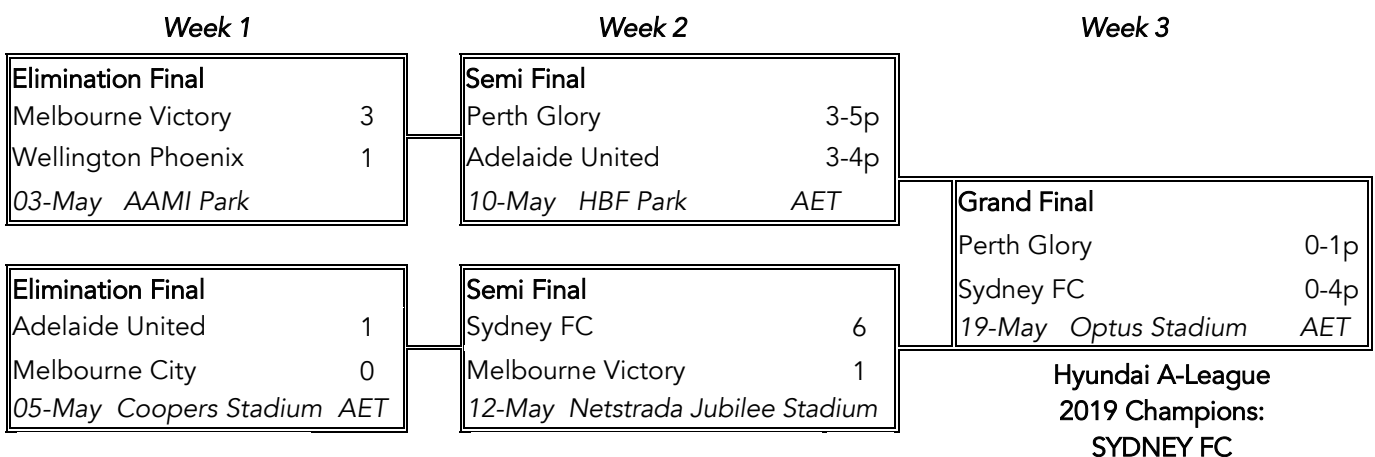 Week 1
Week 2
Week 3
Elimination Final
Melbourne Victory 3
Wellington Phoenix 1
03-May AAMI Park
Semi Final
Perth Glory 3-5p
Adelaide United 3-4p
10-May HBF Park AET
Grand Final
Perth Glory 0-1p
Sydney FC 0-4p
19-May Optus Stadium AET
Elimination Final
Adelaide United 1
Melbourne City 0
05-May Coopers Stadium AET
Semi Final
Sydney FC 6
Melbourne Victory 1
12-May Netstrada Jubilee Stadium
Hyundai A-League
2019 Champions:
SYDNEY FC